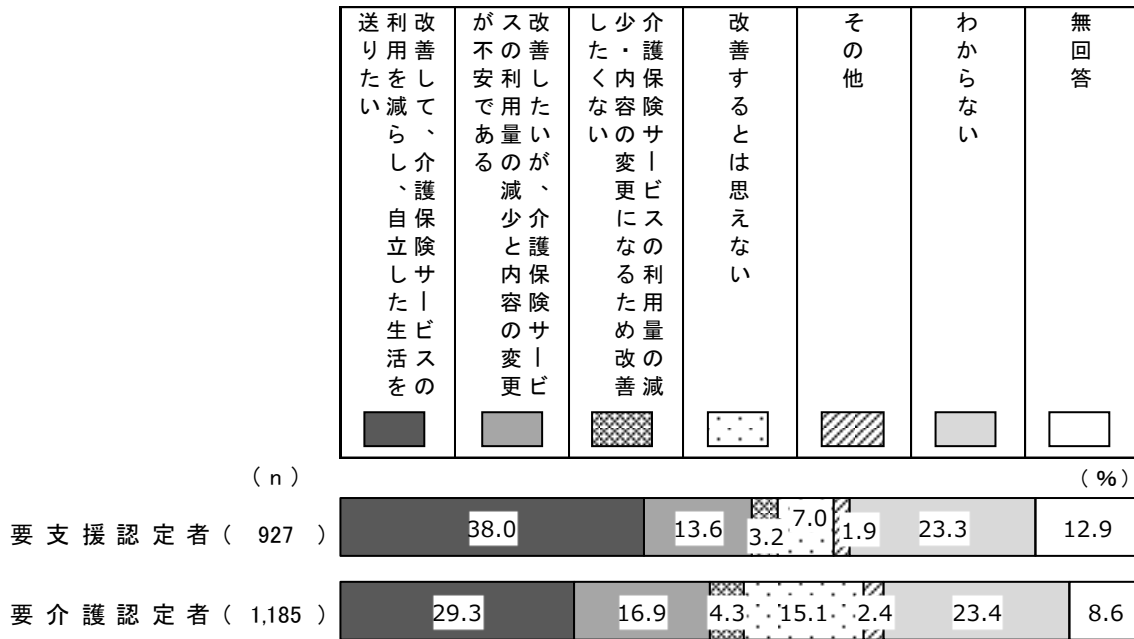 改善して、介護保険サービスの
利用を減らし、自立した生活を
送りたい
改善したいが、介護保険サービ
スの利用量の減少と内容の変更
が不安である
介護保険サービスの利用量の減
少・内容の変更になるため改善
したくない
改善するとは思えない
その他
わからない
無回答
(n)
(%)
要支援認定者( 927 )
38.0 13.6 3.2 7.0 1.9 23.3 12.9
要介護認定者( 1,185 )
29.3 16.9 4.3 15.1 2.4 23.4 8.6